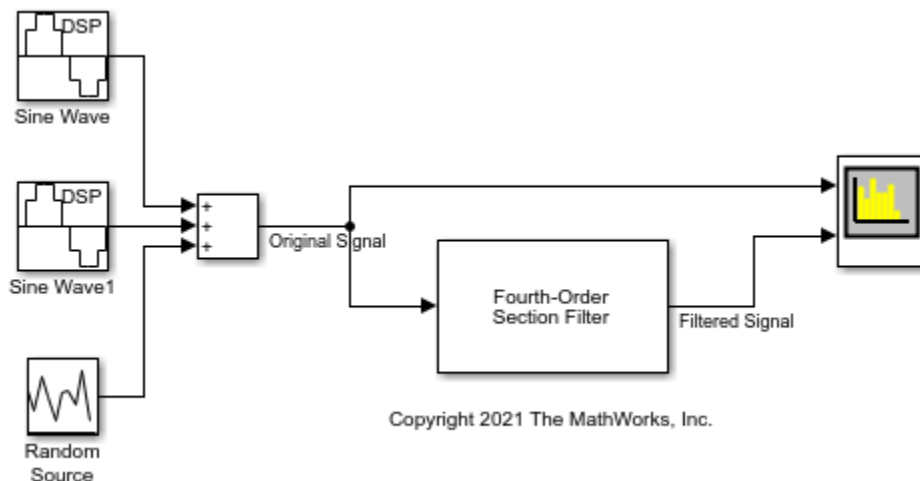 DSP
Sine Wave
DSP
Sine Wave1
+
+
+
Original Signal
Fourth-Order
Section Filter
Filtered Signal
Random
Source
Copyright 2021 The MathWorks, Inc.